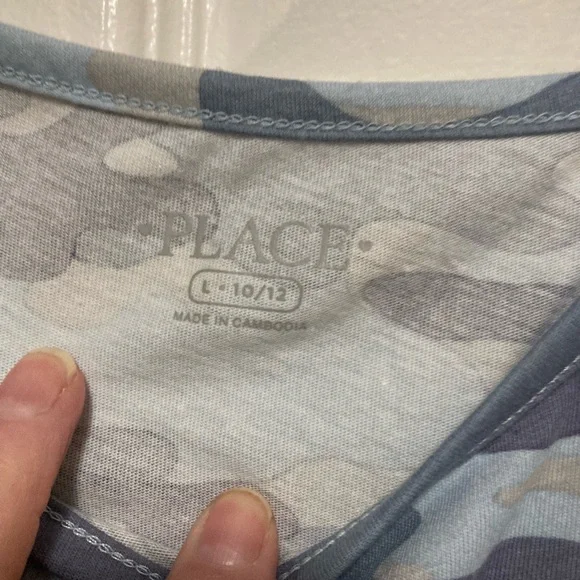 •PLACE•
L • 10/12
MADE IN CAMBODIA